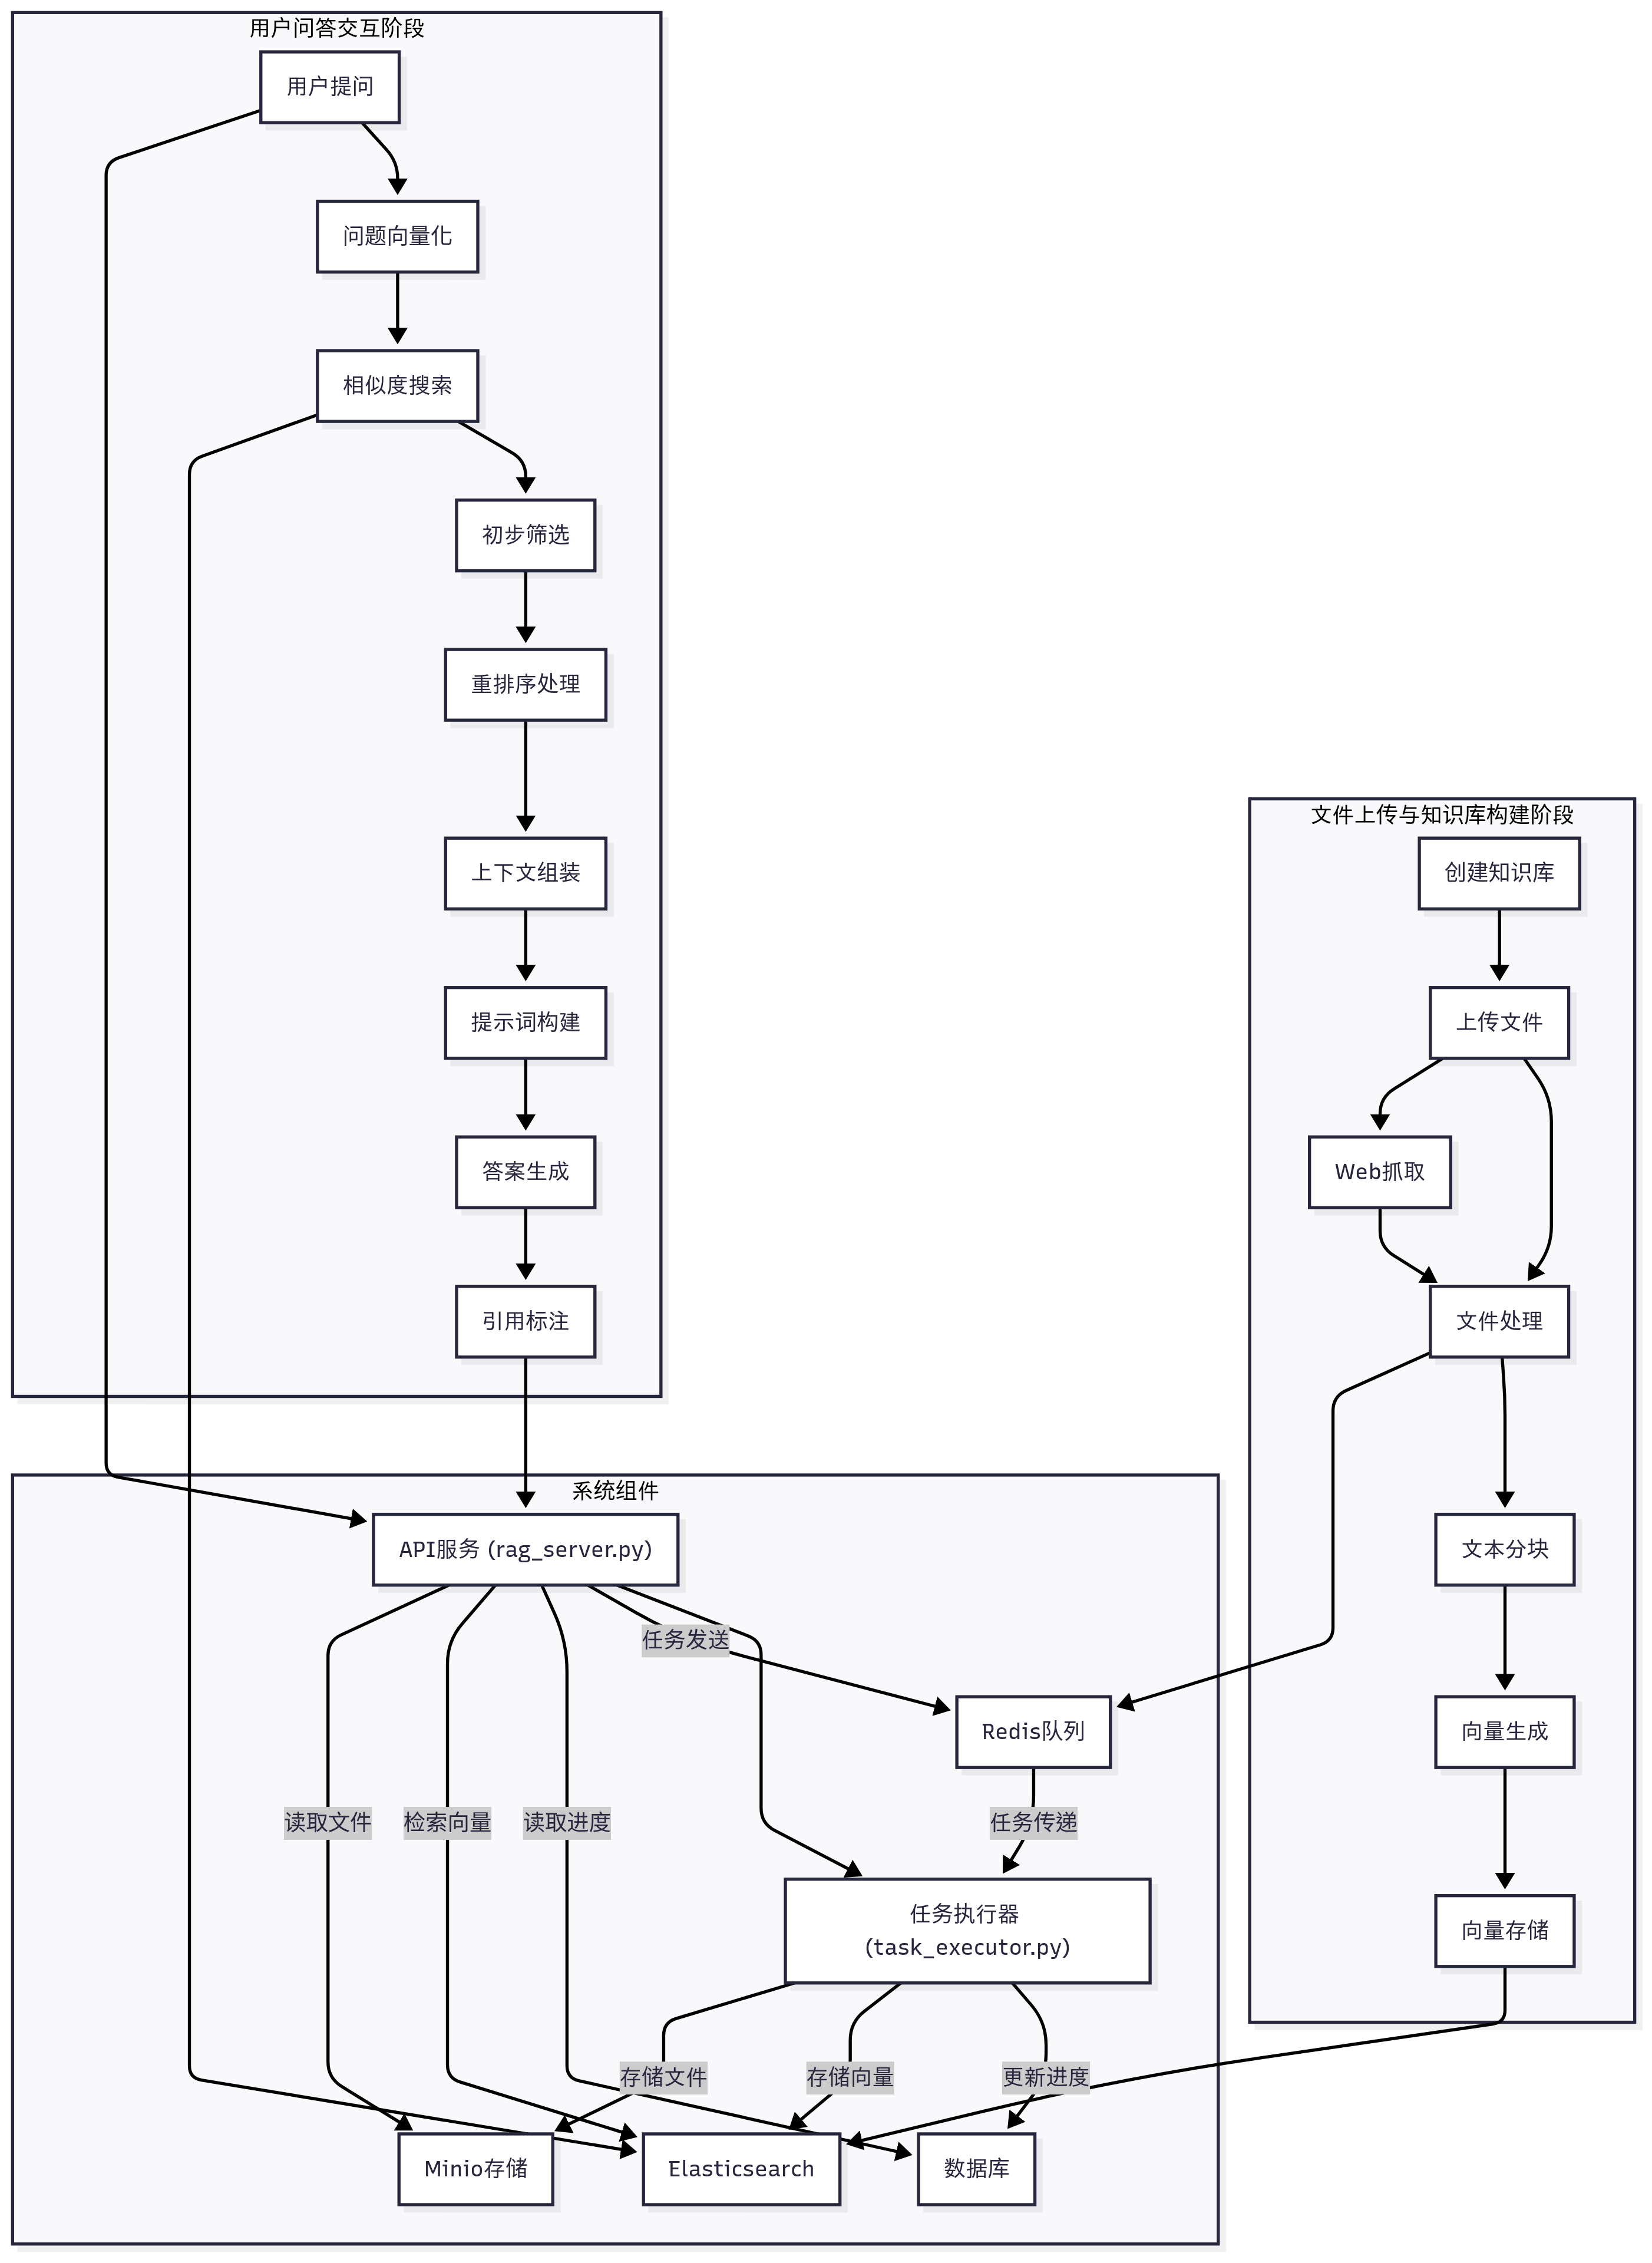 用户问答交互阶段
用户提问
问题向量化
相似度搜索
初步筛选
重排序处理
上下文组装
提示词构建
答案生成
引用标注
文件上传与知识库构建阶段
创建知识库
上传文件
Web抓取
文件处理
文本分块
向量生成
向量存储
系统组件
API服务 (rag_server.py)
任务发送
Redis队列
读取文件
检索向量
读取进度
任务传递
任务执行器
(task_executor.py)
存储文件
存储向量
更新进度
Minio存储
Elasticsearch
数据库